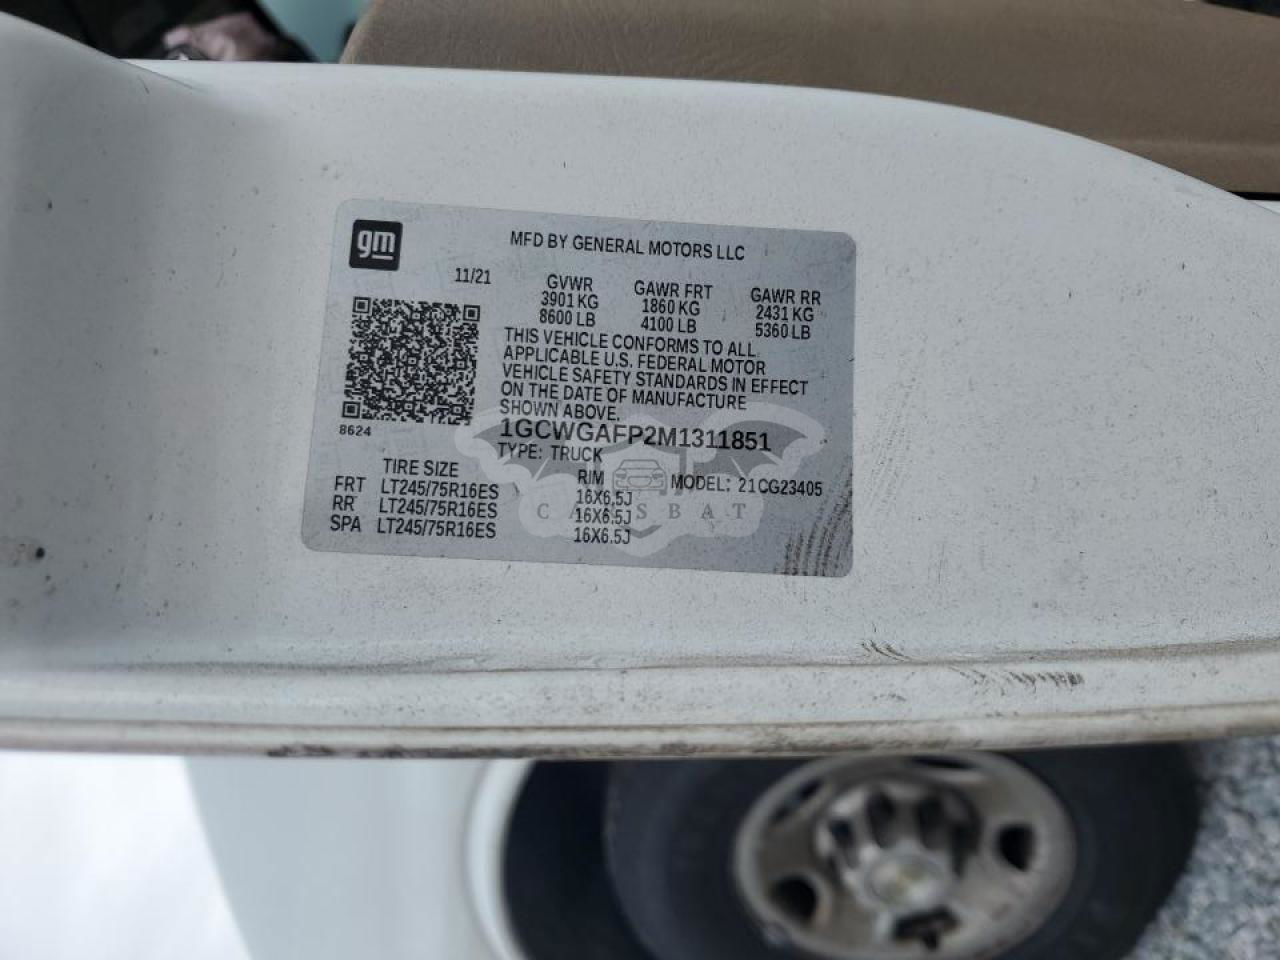 gm
MFD BY GENERAL MOTORS LLC
11/21
GVWR GAWR FRT GAWR RR
3901 KG 1860 KG 2431 KG
8600 LB 4100 LB 5360 LB
THIS VEHICLE CONFORMS TO ALL
APPLICABLE U.S. FEDERAL MOTOR
VEHICLE SAFETY STANDARDS IN EFFECT
ON THE DATE OF MANUFACTURE
SHOWN ABOVE.
8624
1GCWGAFP2M1311851
TYPE: TRUCK
TIRE SIZE RIM MODEL: 21CG23405
FRT LT245/75R16ES 16X6.5J
RR LT245/75R16ES 16X6.5J
SPA LT245/75R16ES 16X6.5J
CARSBAT